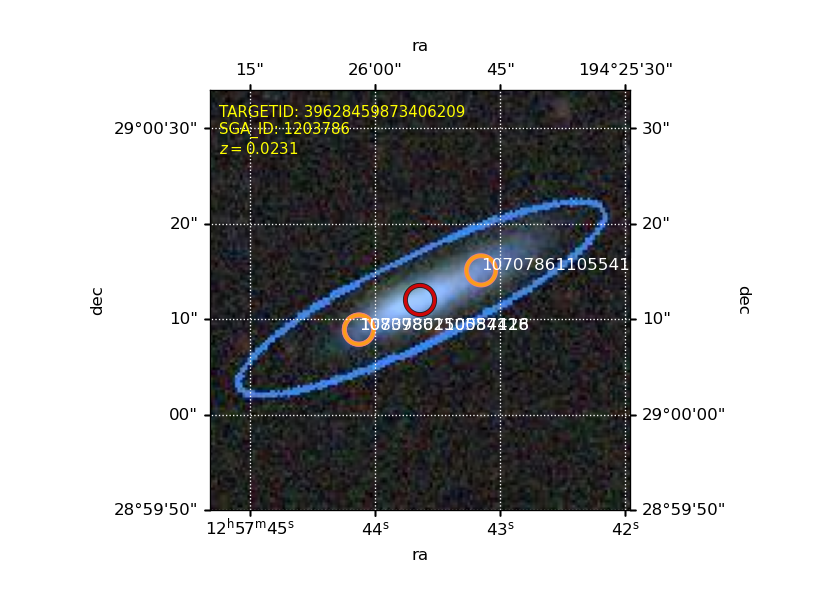 ra
15" 26'00" 45" 194°25'30"
TARGETID: 39628459873406209
SGA_ID: 1203786
z = 0.0231
29°00'30" 30"
20" 20"
10707861105541
dec dec
10" 10"
00" 29°00'00"
28°59'50" 28°59'50"
12ʰ57ᵐ45ˢ 44ˢ 43ˢ 42ˢ
ra